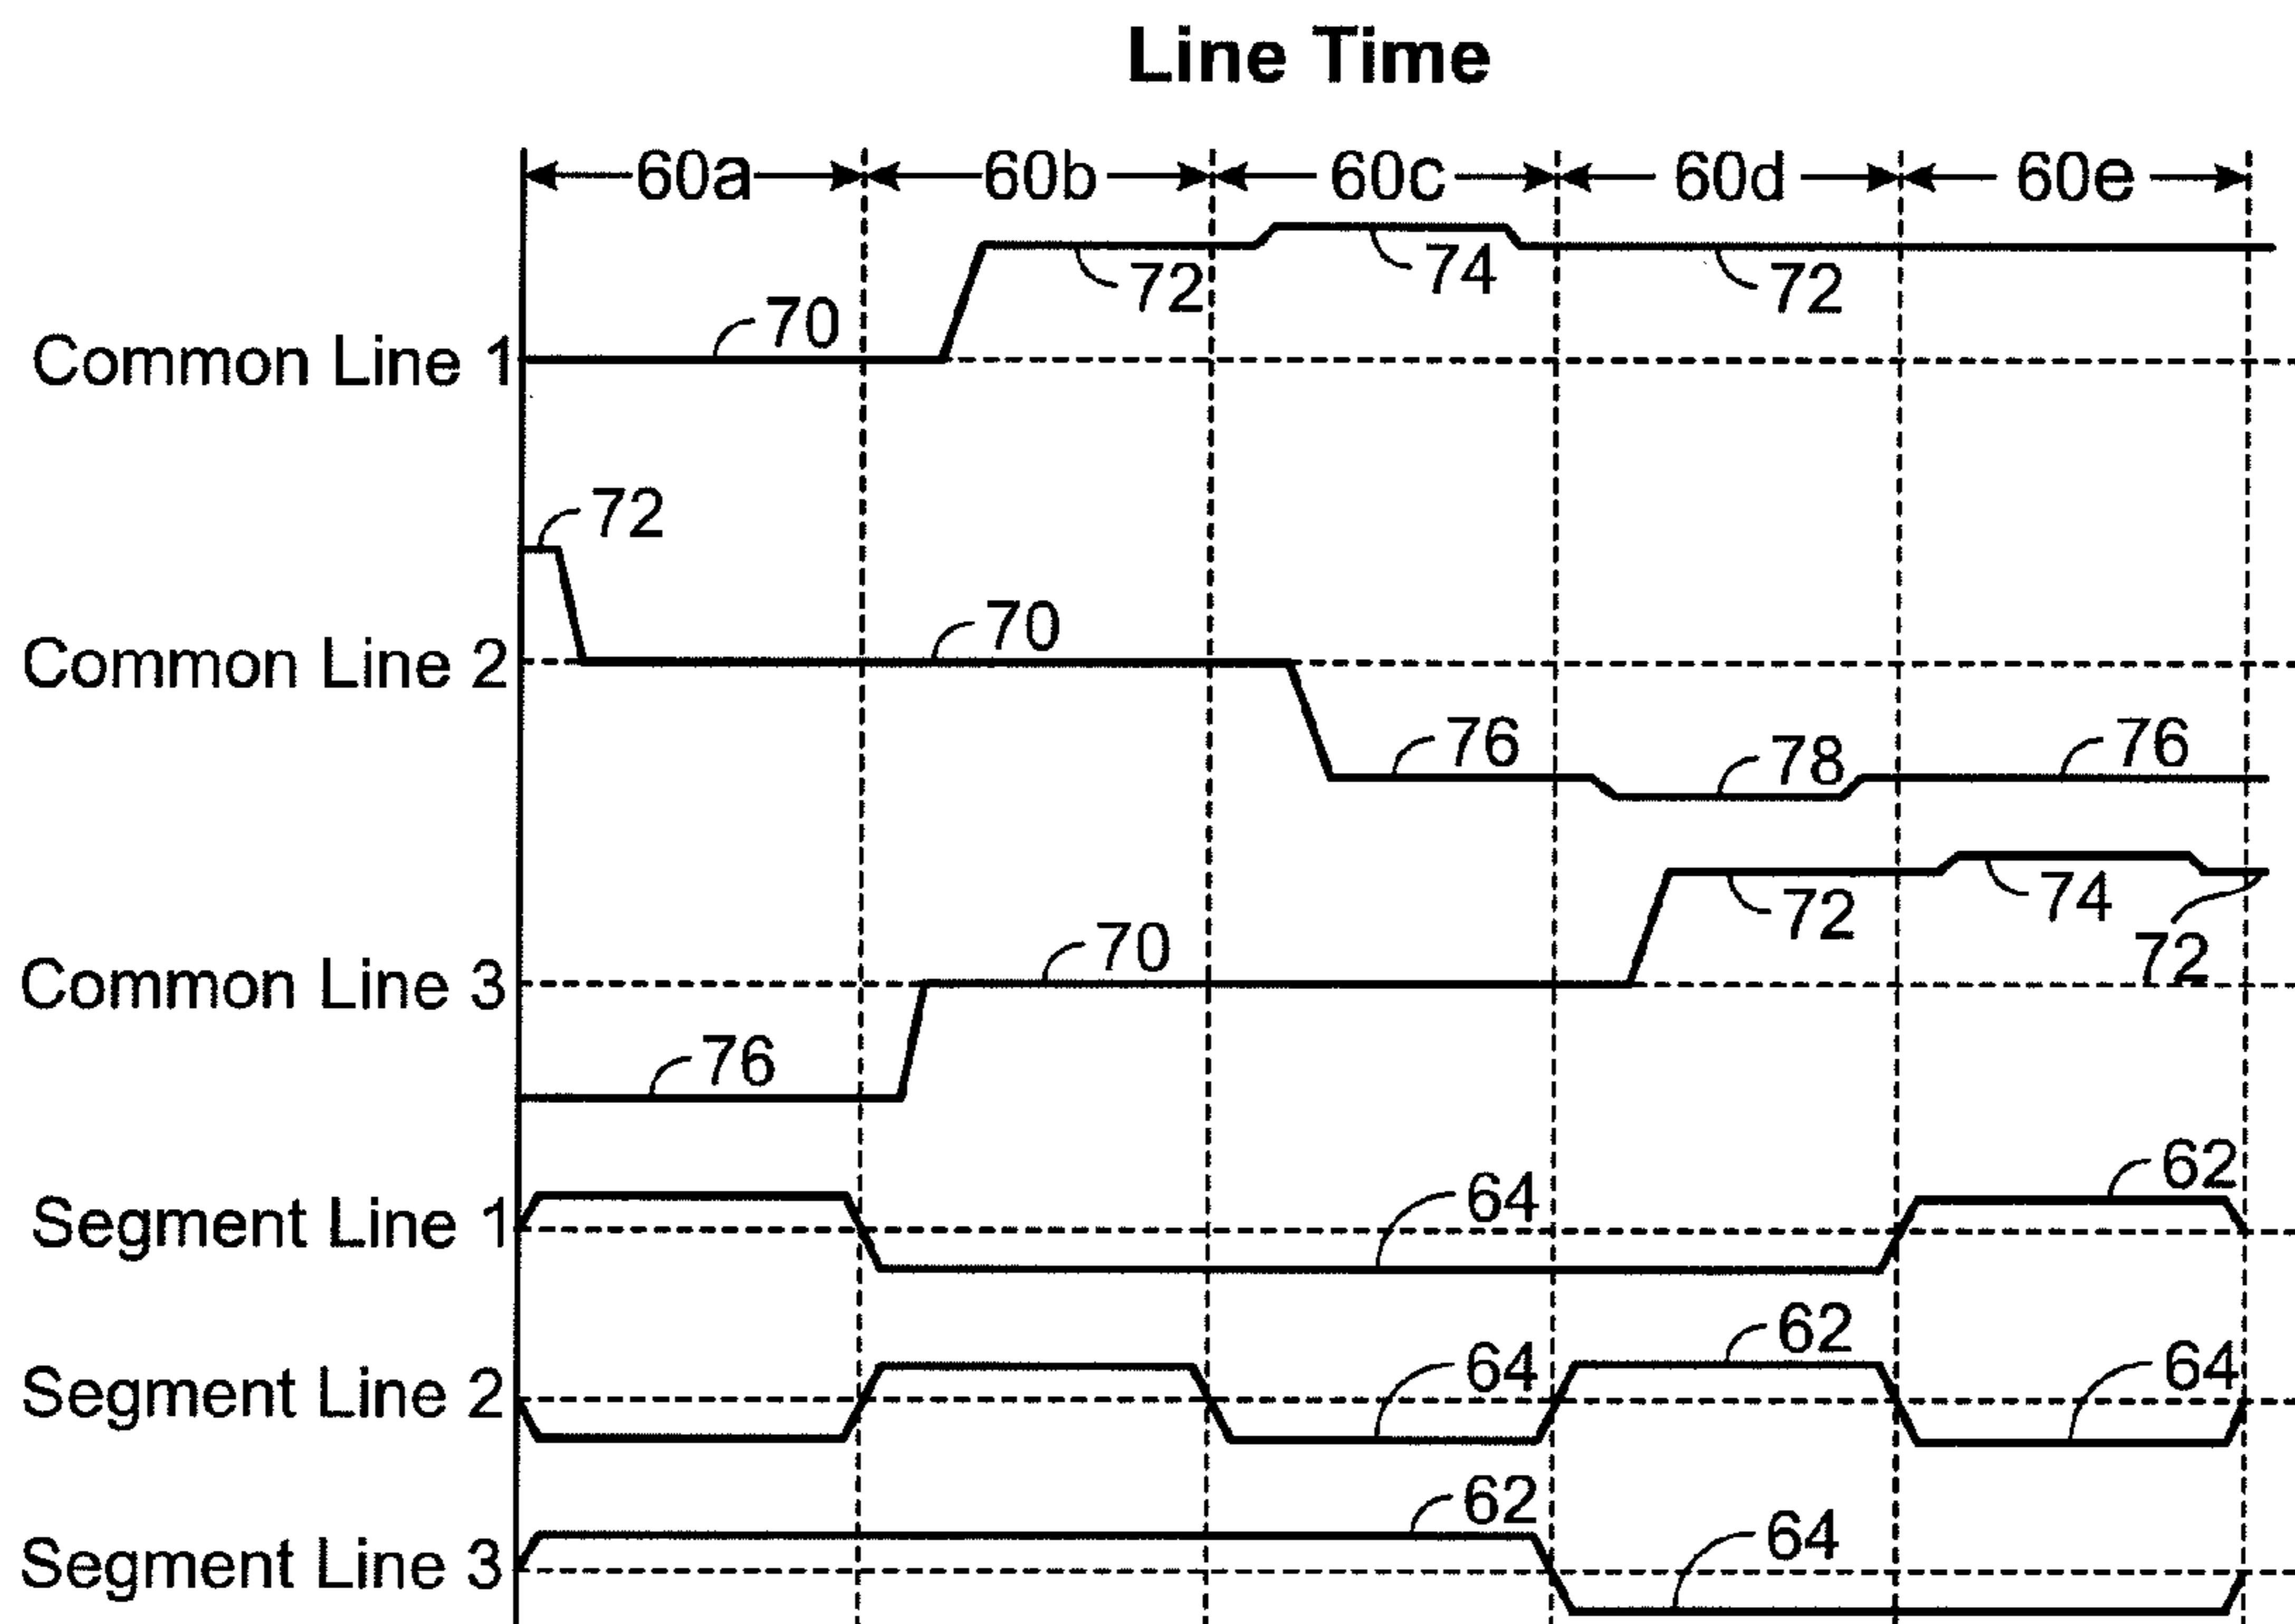 Line Time
60a 60b 60c 60d 60e
74
72 72
70
Common Line 1
72
70
Common Line 2
76 78 76
74
72
70 72
Common Line 3
76
62
64
Segment Line 1
62
64 64
Segment Line 2
62
64
Segment Line 3